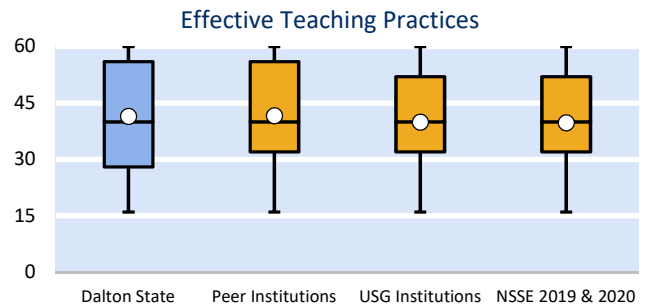 Effective Teaching Practices
60
45
30
15
0
Dalton State Peer Institutions USG Institutions NSSE 2019 & 2020